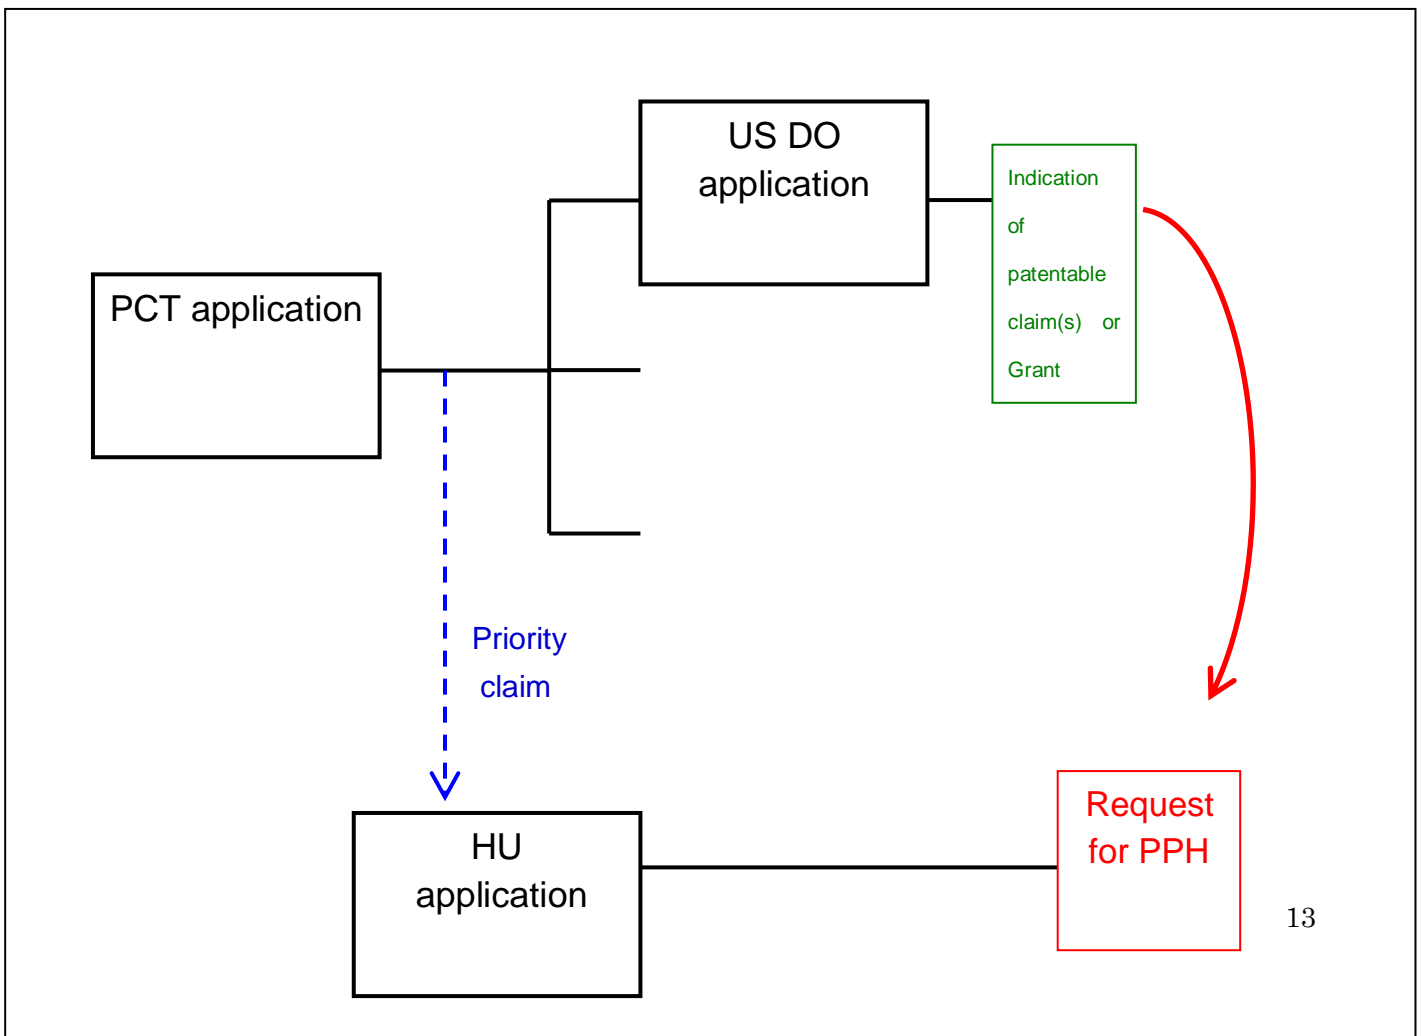 US DO
application
Indication
of
patentable
claim(s) or
Grant
PCT application
Priority
claim
Request
for PPH
HU
application
13